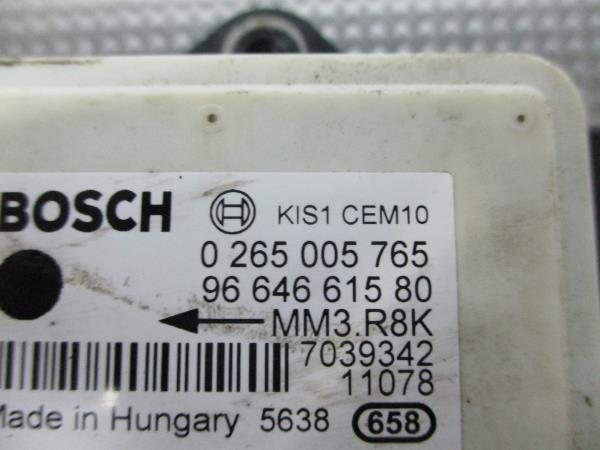 BOSCH KIS1 CEM10
0 265 005 765
96 646 615 80
MM3.R8K
7039342
11078
Made in Hungary 5638 658